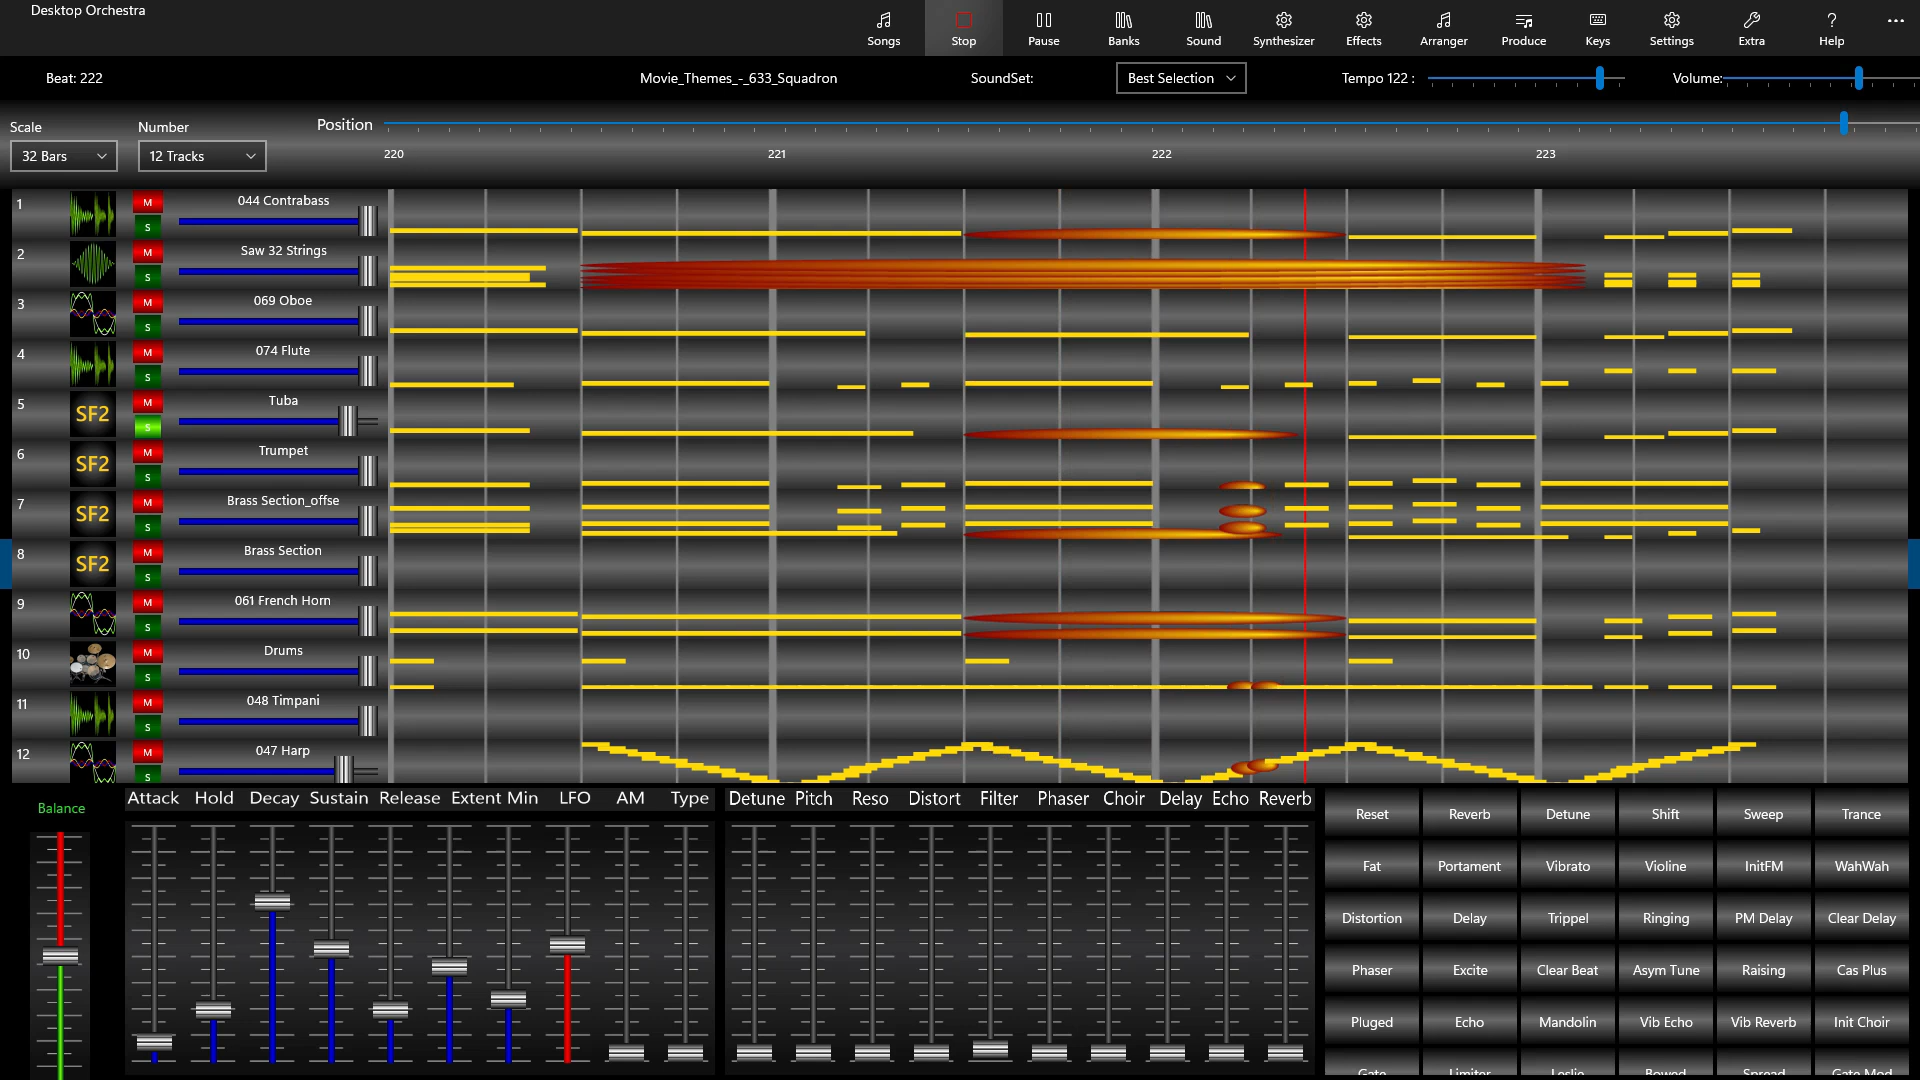 Desktop Orchestra
Songs Stop Pause Banks Sound Synthesizer Effects Arranger Produce Keys Settings Extra Help
Beat: 222 Movie_Themes_-_633_Squadron SoundSet: Best Selection Tempo 122 : Volume:
Scale Number Position
32 Bars 12 Tracks
220 221 222 223
1 M S 044 Contrabass
2 M S Saw 32 Strings
3 M S 069 Oboe
4 M S 074 Flute
5 SF2 M S Tuba
6 SF2 M S Trumpet
7 SF2 M S Brass Section_offse
8 SF2 M S Brass Section
9 M S 061 French Horn
10 M S Drums
11 M S 048 Timpani
12 M S 047 Harp
Balance Attack Hold Decay Sustain Release Extent Min LFO AM Type Detune Pitch Reso Distort Filter Phaser Choir Delay Echo Reverb
Reset Reverb Detune Shift Sweep Trance
Fat Portament Vibrato Violine InitFM WahWah
Distortion Delay Trippel Ringing PM Delay Clear Delay
Phaser Excite Clear Beat Asym Tune Raising Cas Plus
Pluged Echo Mandolin Vib Echo Vib Reverb Init Choir
Gate Limiter Leslie Bowed Spread Gate Mod